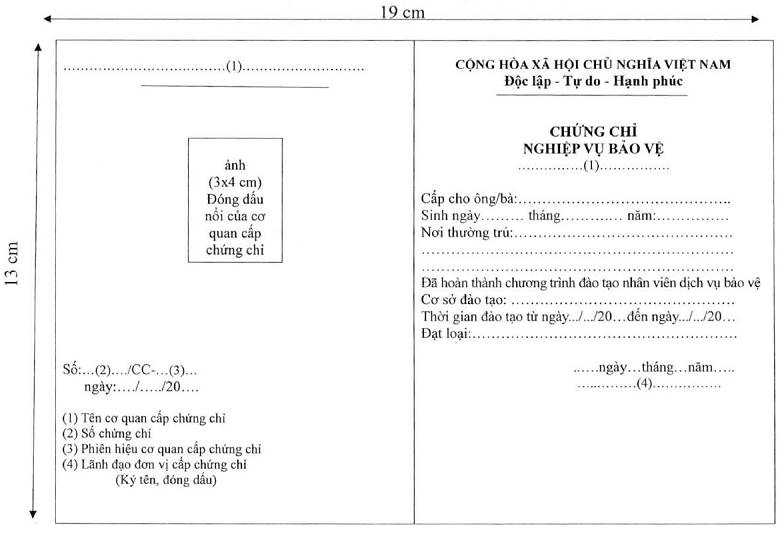 19 cm
13 cm
....................................(1)............................
ảnh
(3x4 cm)
Đóng dấu
nổi của cơ
quan cấp
chứng chỉ
Số:...(2)..../CC-...(3)...
ngày:..../...../20....
(1) Tên cơ quan cấp chứng chỉ
(2) Số chứng chỉ
(3) Phiên hiệu cơ quan cấp chứng chỉ
(4) Lãnh đạo đơn vị cấp chứng chỉ
(Ký tên, đóng dấu)
CỘNG HÒA XÃ HỘI CHỦ NGHĨA VIỆT NAM
Độc lập - Tự do - Hạnh phúc
CHỨNG CHỈ
NGHIỆP VỤ BẢO VỆ
...............(1)................
Cấp cho ông/bà:................................................
Sinh ngày......... tháng............. năm:................
Nơi thường trú:.................................................
......................................................................
......................................................................
Đã hoàn thành chương trình đào tạo nhân viên dịch vụ bảo vệ
Cơ sở đào tạo: ..................................................
Thời gian đào tạo từ ngày.../.../20...đến ngày.../.../20...
Đạt loại:............................................................
......ngày...tháng...năm.....
..............(4)................